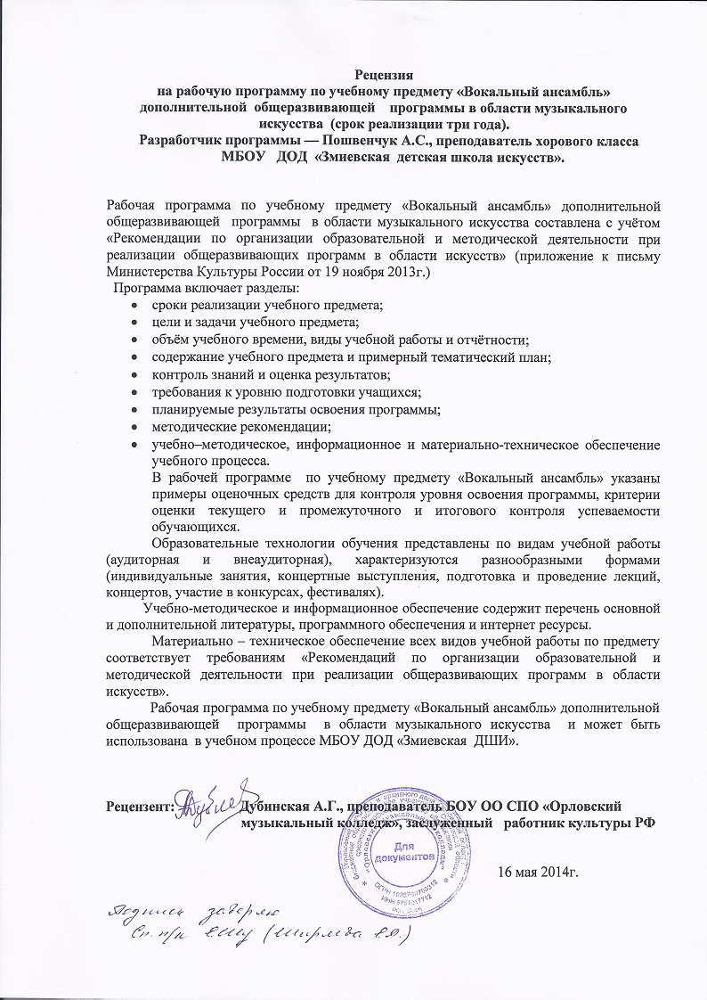 Рецензия
на рабочую программу по учебному предмету «Вокальный ансамбль»
дополнительной общеразвивающей программы в области музыкального
искусства (срок реализации три года).
Разработчик программы — Пошвенчук А.С., преподаватель хорового класса
МБОУ ДОД «Змиевская детская школа искусств».
Рабочая программа по учебному предмету «Вокальный ансамбль» дополнительной
общеразвивающей программы в области музыкального искусства составлена с учётом
«Рекомендации по организации образовательной и методической деятельности при
реализации общеразвивающих программ в области искусств» (приложение к письму
Министерства Культуры России от 19 ноября 2013г.)
Программа включает разделы:
• сроки реализации учебного предмета;
• цели и задачи учебного предмета;
• объём учебного времени, виды учебной работы и отчётности;
• содержание учебного предмета и примерный тематический план;
• контроль знаний и оценка результатов;
• требования к уровню подготовки учащихся;
• планируемые результаты освоения программы;
• методические рекомендации;
• учебно–методическое, информационное и материально-техническое обеспечение
учебного процесса.
В рабочей программе по учебному предмету «Вокальный ансамбль» указаны
примеры оценочных средств для контроля уровня освоения программы, критерии
оценки текущего и промежуточного и итогового контроля успеваемости
обучающихся.
Образовательные технологии обучения представлены по видам учебной работы
(аудиторная и внеаудиторная), характеризуются разнообразными формами
(индивидуальные занятия, концертные выступления, подготовка и проведение лекций,
концертов, участие в конкурсах, фестивалях).
Учебно-методическое и информационное обеспечение содержит перечень основной
и дополнительной литературы, программного обеспечения и интернет ресурсы.
Материально – техническое обеспечение всех видов учебной работы по предмету
соответствует требованиям «Рекомендаций по организации образовательной и
методической деятельности при реализации общеразвивающих программ в области
искусств».
Рабочая программа по учебному предмету «Вокальный ансамбль» дополнительной
общеразвивающей программы в области музыкального искусства и может быть
использована в учебном процессе МБОУ ДОД «Змиевская ДШИ».
Рецензент: Дубинская А.Г., преподаватель БОУ ОО СПО «Орловский
музыкальный колледж», заслуженный работник культуры РФ
Для
документов
16 мая 2014г.
Подпись заверяю